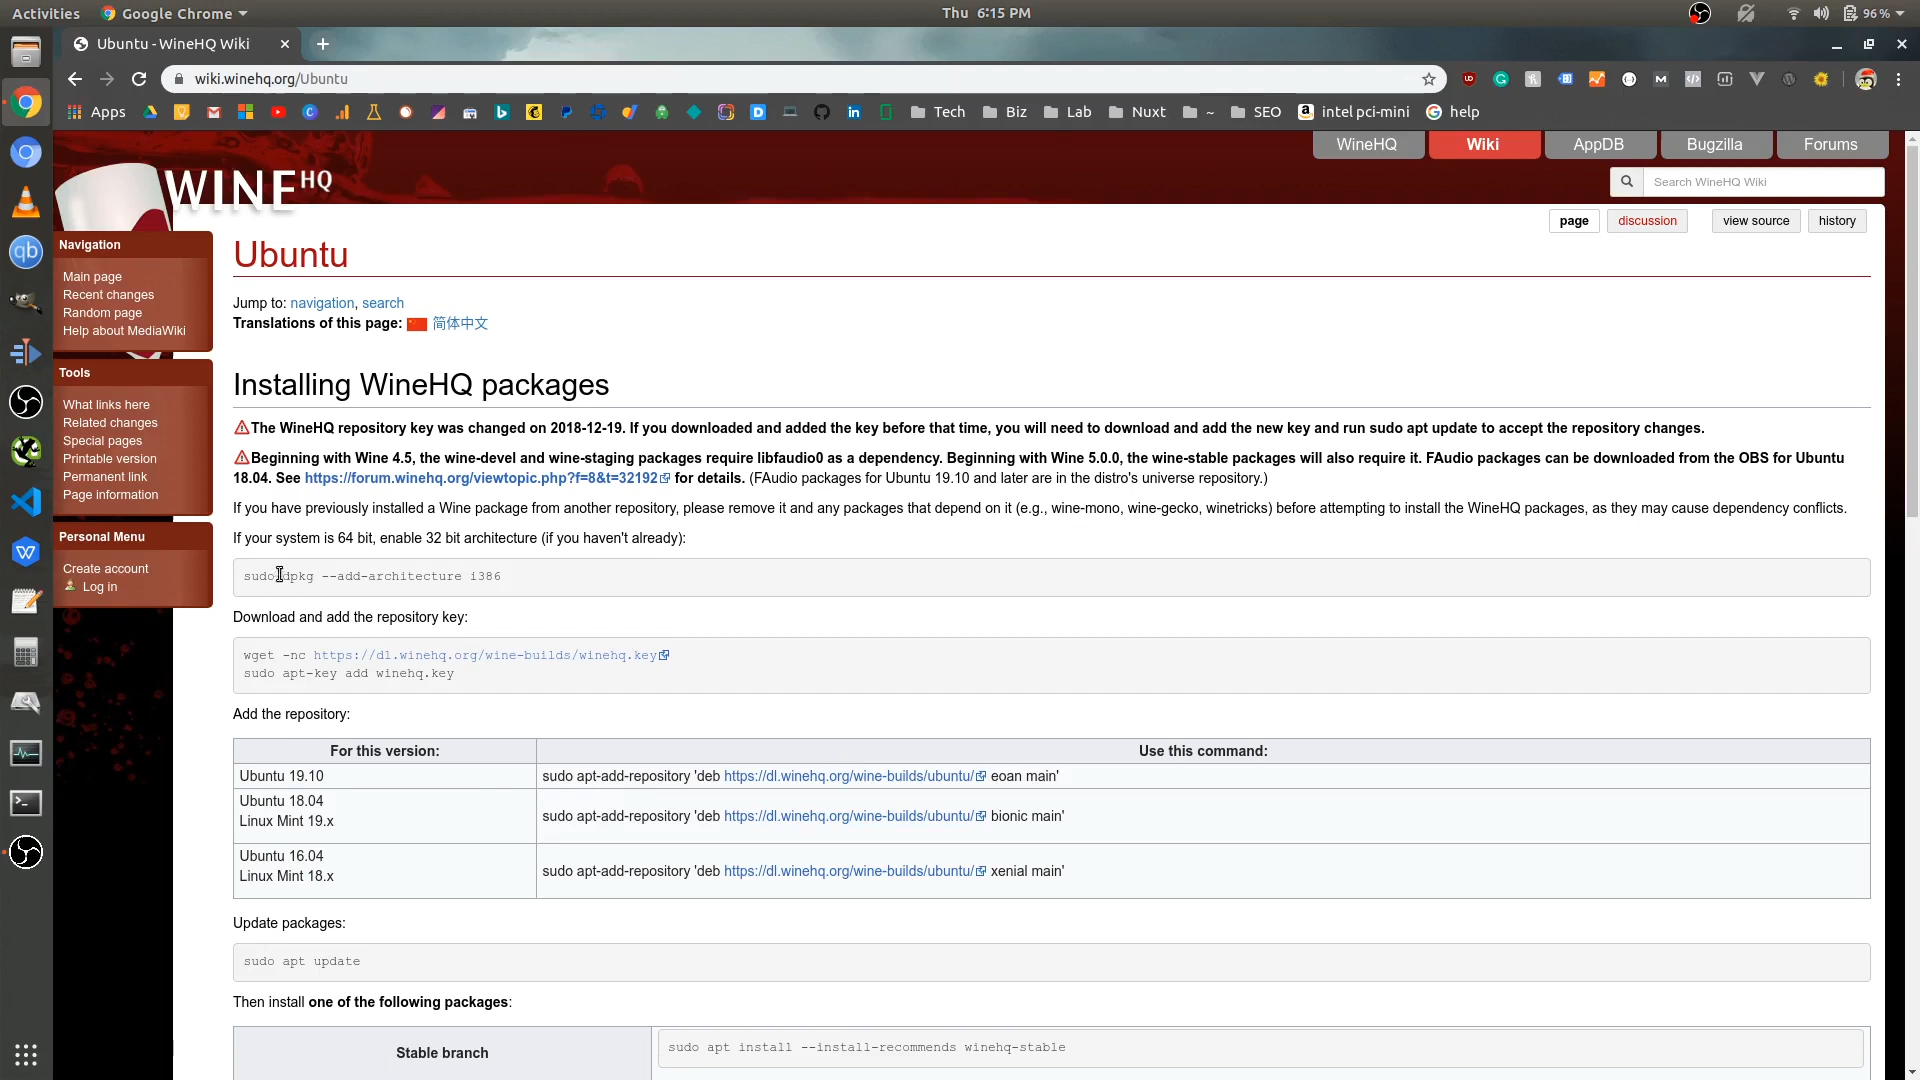 Activities Google Chrome Thu 6:15 PM 96 %
Ubuntu - WineHQ Wiki
wiki.winehq.org/Ubuntu
Apps Tech Biz Lab Nuxt ~ SEO intel pci-mini help
WineHQ Wiki AppDB Bugzilla Forums
WINE HQ
Search WineHQ Wiki
page discussion view source history
Navigation
Main page
Recent changes
Random page
Help about MediaWiki
Tools
What links here
Related changes
Special pages
Printable version
Permanent link
Page information
Personal Menu
Create account
Log in
Ubuntu
Jump to: navigation, search
Translations of this page: 简体中文
Installing WineHQ packages
The WineHQ repository key was changed on 2018-12-19. If you downloaded and added the key before that time, you will need to download and add the new key and run sudo apt update to accept the repository changes.
Beginning with Wine 4.5, the wine-devel and wine-staging packages require libfaudio0 as a dependency. Beginning with Wine 5.0.0, the wine-stable packages will also require it. FAudio packages can be downloaded from the OBS for Ubuntu
18.04. See https://forum.winehq.org/viewtopic.php?f=8&t=32192 for details. (FAudio packages for Ubuntu 19.10 and later are in the distro's universe repository.)
If you have previously installed a Wine package from another repository, please remove it and any packages that depend on it (e.g., wine-mono, wine-gecko, winetricks) before attempting to install the WineHQ packages, as they may cause dependency conflicts.
If your system is 64 bit, enable 32 bit architecture (if you haven't already):
sudo dpkg --add-architecture i386
Download and add the repository key:
wget -nc https://dl.winehq.org/wine-builds/winehq.key
sudo apt-key add winehq.key
Add the repository:
For this version: Use this command:
Ubuntu 19.10 sudo apt-add-repository 'deb https://dl.winehq.org/wine-builds/ubuntu/ eoan main'
Ubuntu 18.04
Linux Mint 19.x
sudo apt-add-repository 'deb https://dl.winehq.org/wine-builds/ubuntu/ bionic main'
Ubuntu 16.04
Linux Mint 18.x
sudo apt-add-repository 'deb https://dl.winehq.org/wine-builds/ubuntu/ xenial main'
Update packages:
sudo apt update
Then install one of the following packages:
Stable branch sudo apt install --install-recommends winehq-stable